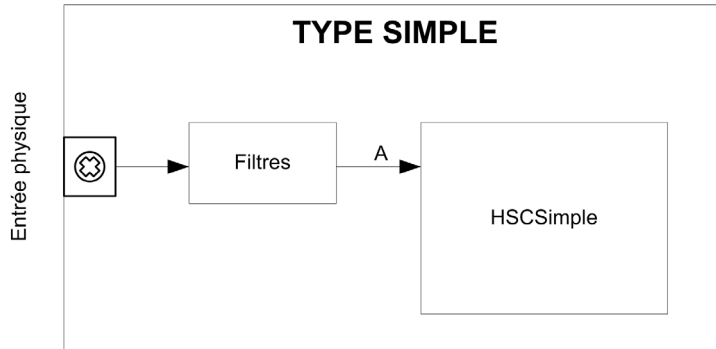 TYPE SIMPLE
Entrée physique
Filtres
A
HSCSimple